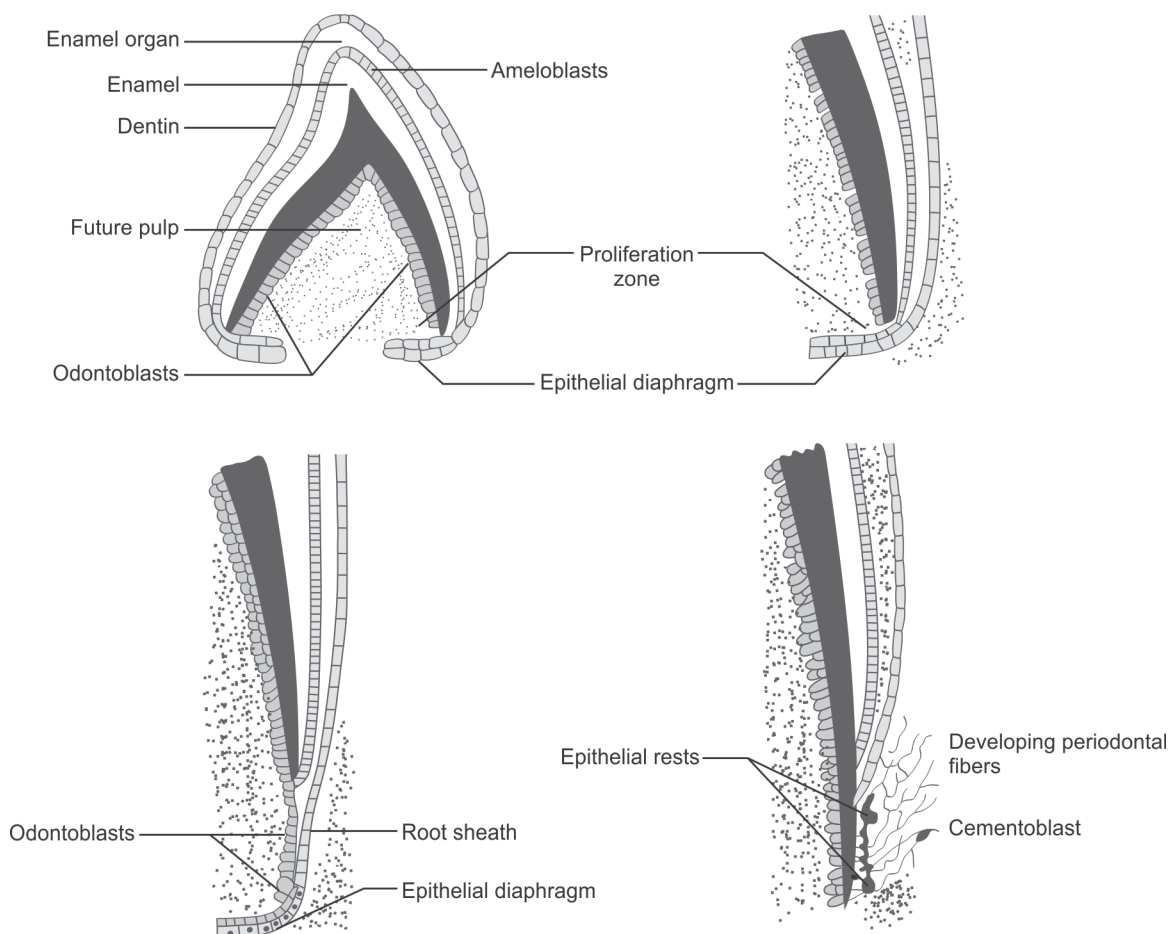 Enamel organ
Ameloblasts
Enamel
Dentin
Future pulp
Proliferation
zone
Odontoblasts
Epithelial diaphragm
Odontoblasts
Root sheath
Epithelial diaphragm
Epithelial rests
Developing periodontal
fibers
Cementoblast